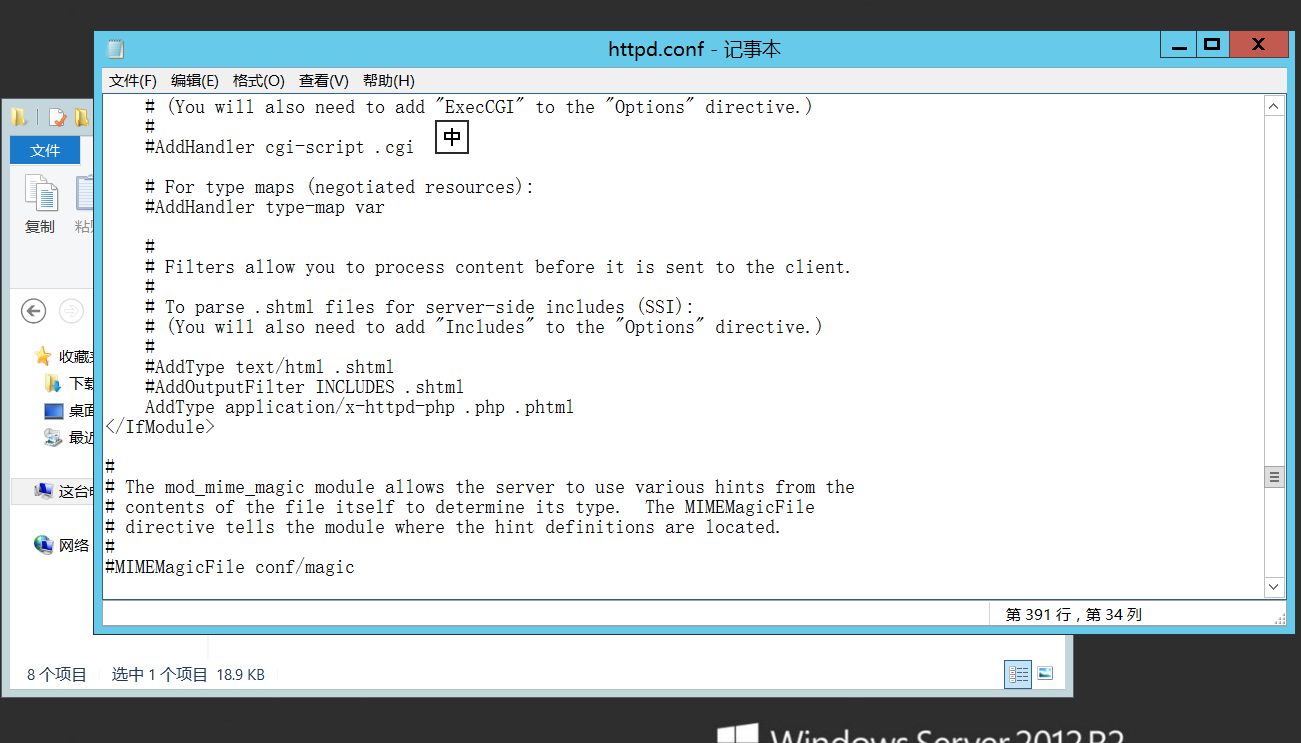 httpd.conf - 记事本
文件(F) 编辑(E) 格式(O) 查看(V) 帮助(H)
# (You will also need to add "ExecCGI" to the "Options" directive.)
#
#AddHandler cgi-script .cgi
中
# For type maps (negotiated resources):
#AddHandler type-map var
#
# Filters allow you to process content before it is sent to the client.
#
# To parse .shtml files for server-side includes (SSI):
# (You will also need to add "Includes" to the "Options" directive.)
#
#AddType text/html .shtml
#AddOutputFilter INCLUDES .shtml
AddType application/x-httpd-php .php .phtml
</IfModule>
#
# The mod_mime_magic module allows the server to use various hints from the
# contents of the file itself to determine its type.  The MIMEMagicFile
# directive tells the module where the hint definitions are located.
#
#MIMEMagicFile conf/magic
第 391 行，第 34 列
文件
复制
粘
收藏
下载
桌面
最近
这台
网络
8 个项目 选中 1 个项目 18.9 KB
Windows Server 2012 R2